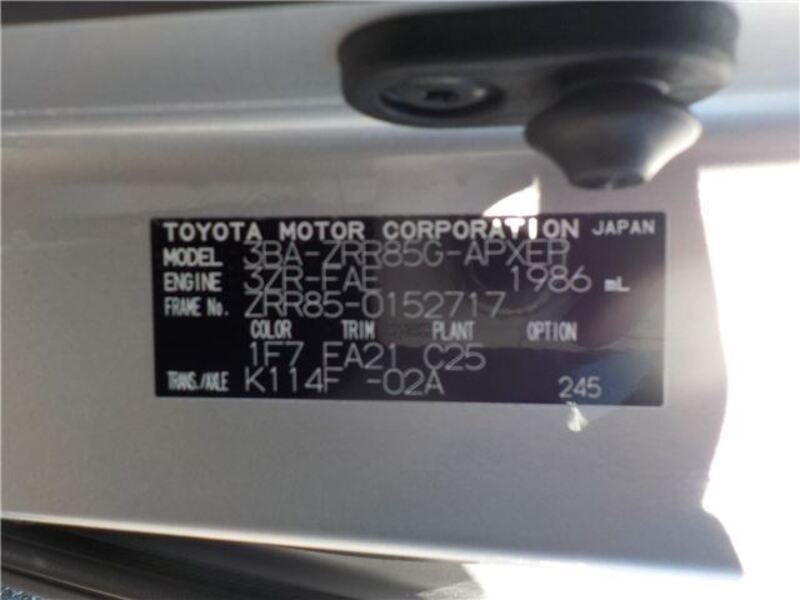 TOYOTA MOTOR CORPORATION JAPAN
MODEL 3BA-ZRR85G-APXEP
ENGINE 3ZR-FAE 1986 mL
FRAME No. ZRR85-0152717
COLOR TRIM PLANT OPTION
1F7 EA21 C25
TRANS./AXLE K114F -02A 245